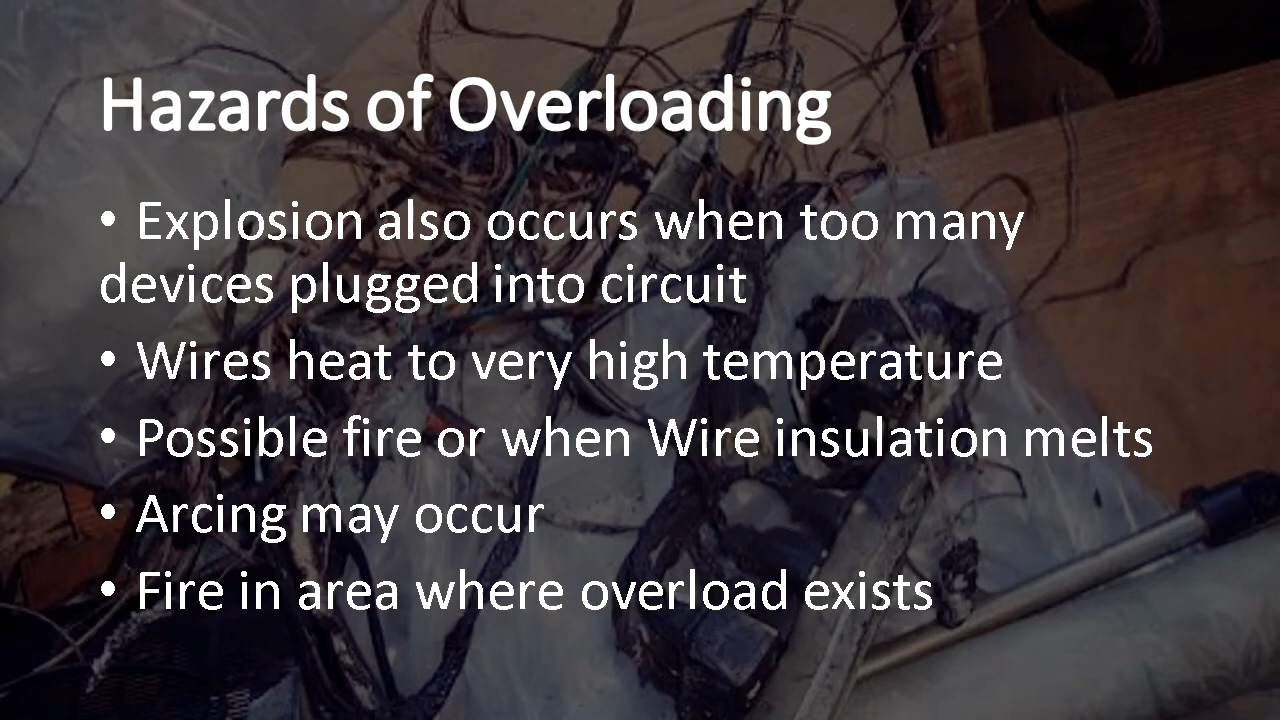 Hazards of Overloading
• Explosion also occurs when too many
devices plugged into circuit
• Wires heat to very high temperature
• Possible fire or when Wire insulation melts
• Arcing may occur
• Fire in area where overload exists